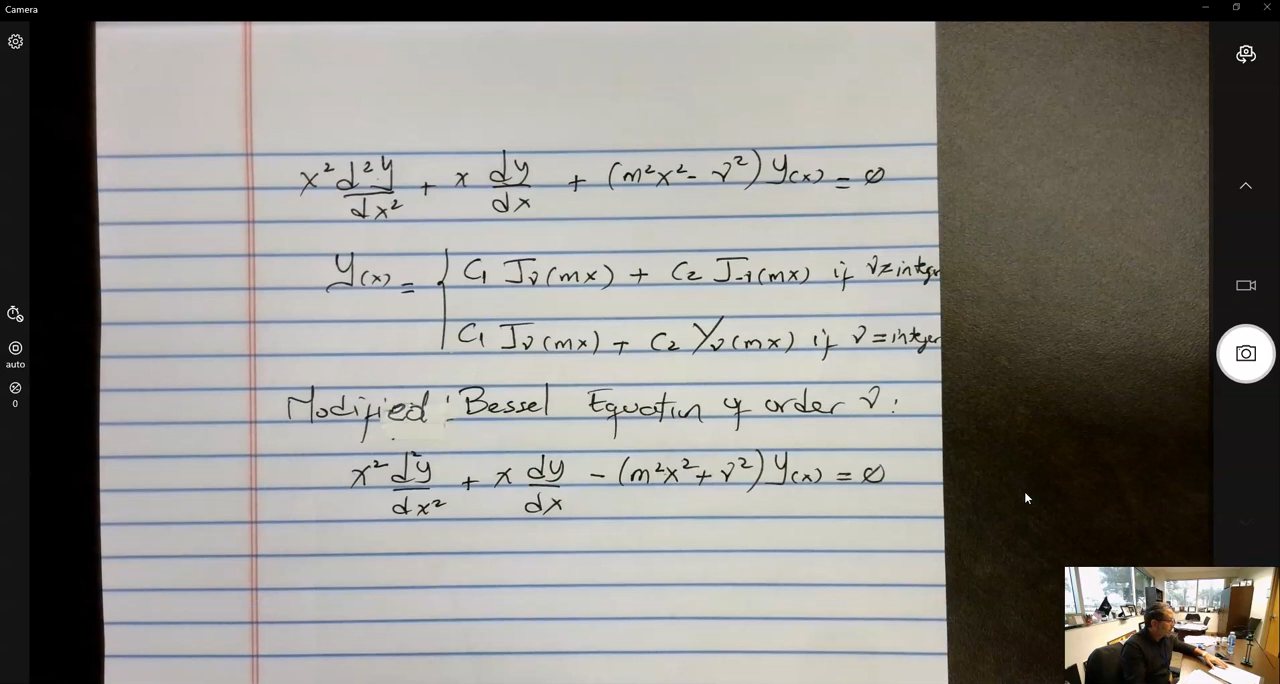 Camera
x² d²y/dx² + x dy/dx + (m²x² - ν²) y(x) = 0
y(x) = { C₁ Jν(mx) + C₂ J-ν(mx) if ν≠integer
C₁ Jν(mx) + C₂ Yν(mx) if ν = integer
Modified Bessel Equation of order ν:
x² d²y/dx² + x dy/dx - (m²x² + ν²) y(x) = 0
auto
0